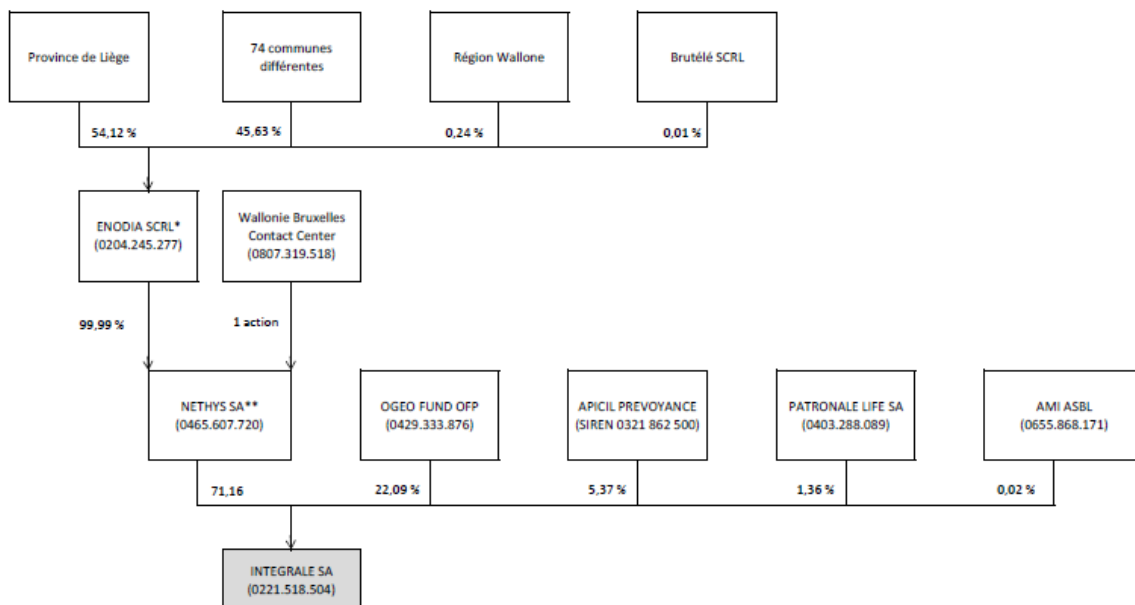 Province de Liège
74 communes
différentes
Région Wallone
Brutélé SCRL
54,12 %
45,63 %
0,24 %
0,01 %
ENODIA SCRL*
(0204.245.277)
Wallonie Bruxelles
Contact Center
(0807.319.518)
99,99 %
1 action
NETHYS SA**
(0465.607.720)
OGEO FUND OFP
(0429.333.876)
APICIL PREVOYANCE
(SIREN 0321 862 500)
PATRONALE LIFE SA
(0403.288.089)
AMI ASBL
(0655.868.171)
71,16
22,09 %
5,37 %
1,36 %
0,02 %
INTEGRALE SA
(0221.518.504)